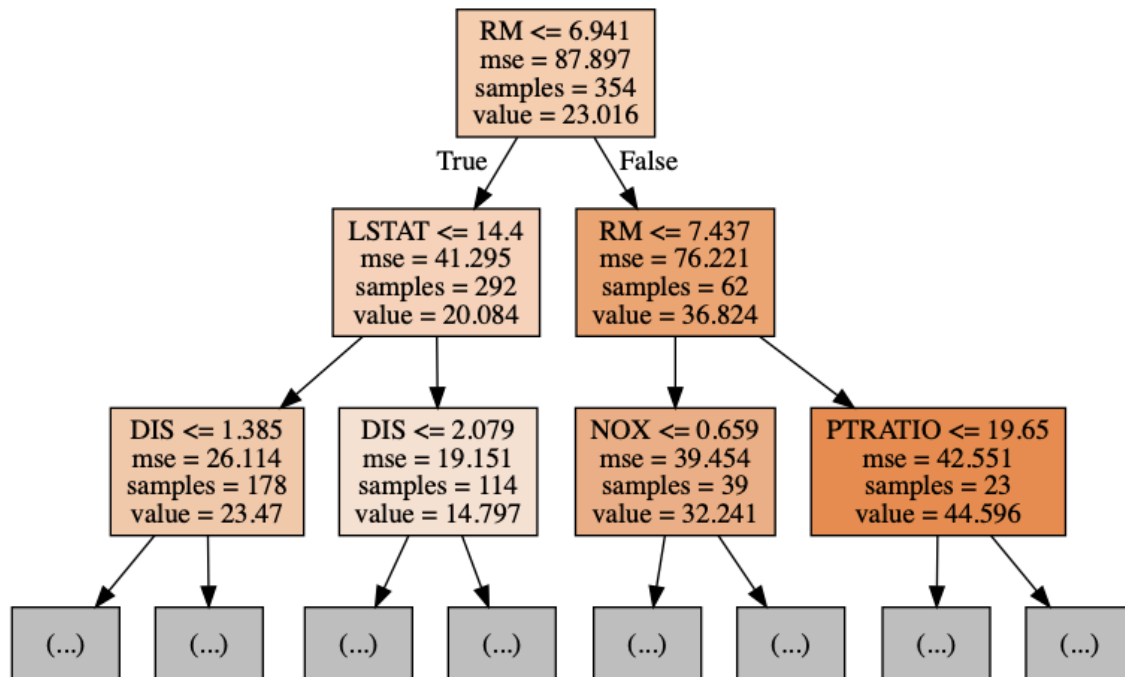 RM <= 6.941
mse = 87.897
samples = 354
value = 23.016
True
False
LSTAT <= 14.4
mse = 41.295
samples = 292
value = 20.084
RM <= 7.437
mse = 76.221
samples = 62
value = 36.824
DIS <= 1.385
mse = 26.114
samples = 178
value = 23.47
DIS <= 2.079
mse = 19.151
samples = 114
value = 14.797
NOX <= 0.659
mse = 39.454
samples = 39
value = 32.241
PTRATIO <= 19.65
mse = 42.551
samples = 23
value = 44.596
(...)
(...)
(...)
(...)
(...)
(...)
(...)
(...)